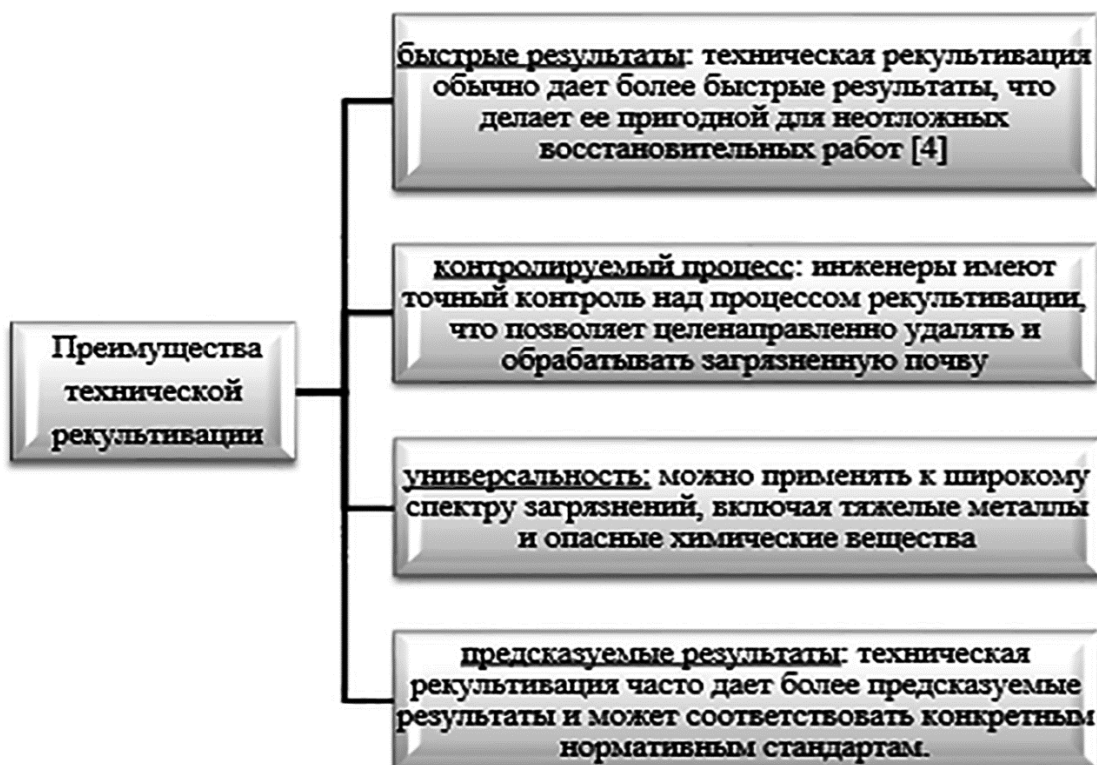 Преимущества
технической
рекультивации
быстрые результаты: техническая рекультивация
обычно дает более быстрые результаты, что
делает ее пригодной для неотложных
восстановительных работ [4]
контролируемый процесс: инженеры имеют
точный контроль над процессом рекультивации,
что позволяет целенаправленно удалять и
обрабатывать загрязненную почву
универсальность: можно применять к широкому
спектру загрязнений, включая тяжелые металлы
и опасные химические вещества
предсказуемые результаты: техническая
рекультивация часто дает более предсказуемые
результаты и может соответствовать конкретным
нормативным стандартам.